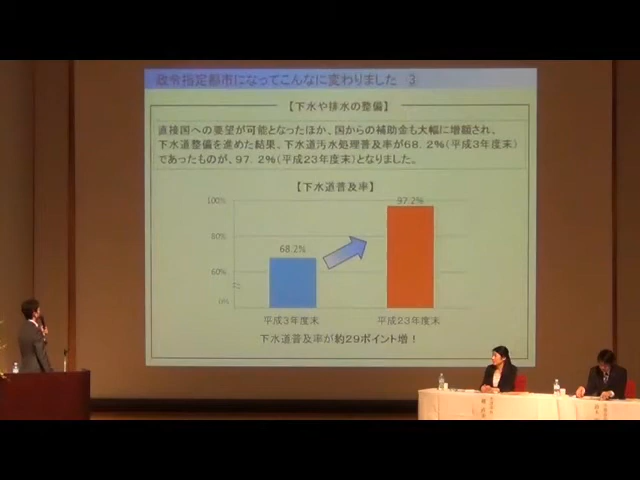 政令指定都市になってこんなに変わりました 3
【下水や排水の整備】
直接国への要望が可能となったほか、国からの補助金も大幅に増額され、
下水道整備を進めた結果、下水道汚水処理普及率が68.2%(平成3年度末)
であったものが、97.2%(平成23年度末)となりました。
【下水道普及率】
100%
97.2%
80%
68.2%
60%
0%
平成3年度末
平成23年度末
下水道普及率が約29ポイント増！